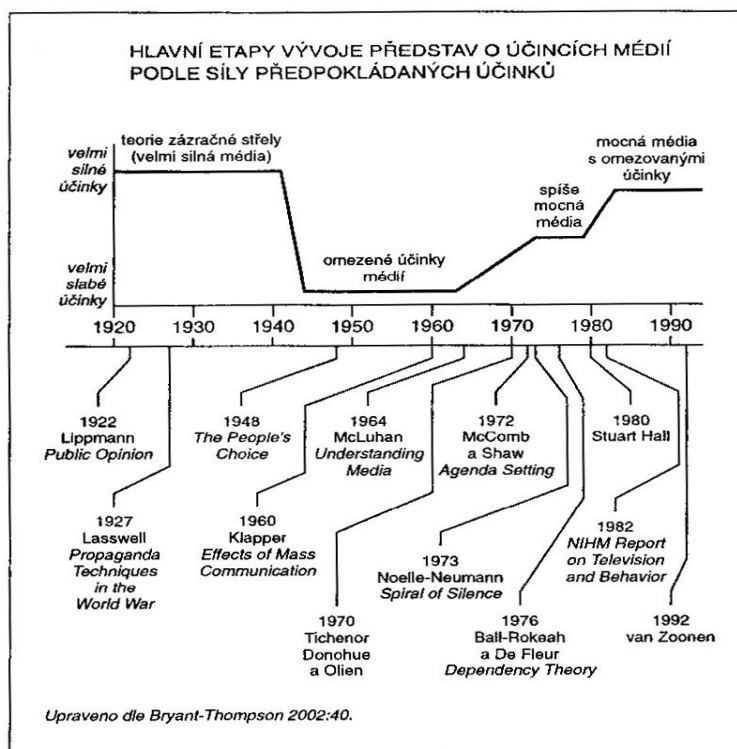 HLAVNÍ ETAPY VÝVOJE PŘEDSTAV O ÚČINCÍCH MÉDIÍ
PODLE SÍLY PŘEDPOKLÁDANÝCH ÚČINKŮ
velmi
silné
účinky
teorie zázračné střely
(velmi silná média)
mocná média
s omezovanými
účinky
spíše
mocná
média
omezené účinky
médií
velmi
slabé
účinky
1920 1930 1940 1950 1960 1970 1980 1990
1922
Lippmann
Public Opinion
1948
The People's
Choice
1964
McLuhan
Understanding
Media
1972
McComb
a Shaw
Agenda Setting
1980
Stuart Hall
1927
Lasswell
Propaganda
Techniques
in the
World War
1960
Klapper
Effects of Mass
Communication
1973
Noelle-Neumann
Spiral of Silence
1982
NIHM Report
on Television
and Behavior
1970
Tichenor
Donohue
a Olien
1976
Ball-Rokeah
a De Fleur
Dependency Theory
1992
van Zoonen
Upraveno dle Bryant-Thompson 2002:40.